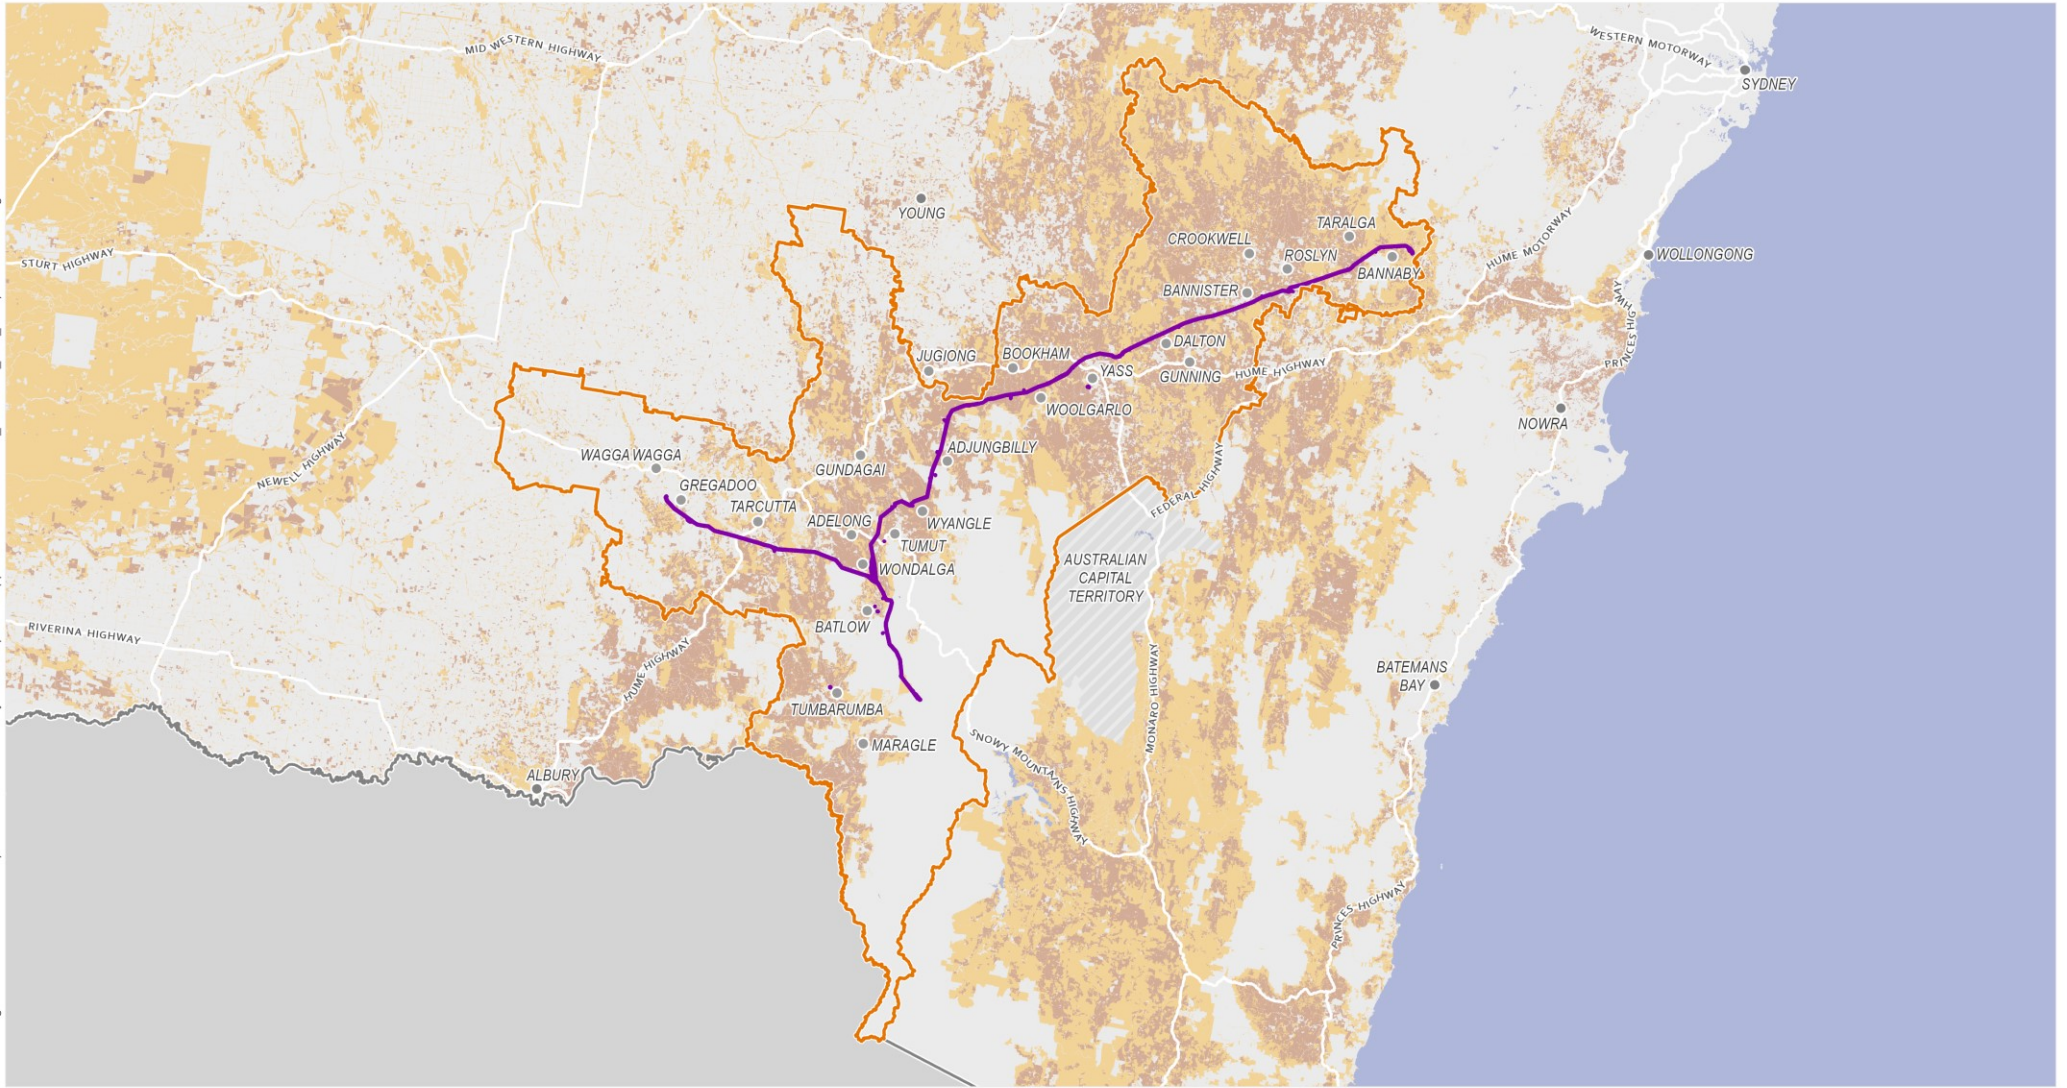 MID WESTERN HIGHWAY
WESTERN MOTORWAY
SYDNEY
YOUNG
STURT HIGHWAY
TARALGA
CROOKWELL
ROSLYN
HUME MOTORWAY
WOLLONGONG
BANNABY
BANNISTER
PRINCES HIGHWAY
DALTON
JUGIONG
BOOKHAM
YASS
GUNNING
HUME HIGHWAY
WOOLGARLO
NOWRA
NEWELL HIGHWAY
WAGGA WAGGA
GUNDAGAI
ADJUNGBILLY
GREGADOO
TARCUTTA
FEDERAL HIGHWAY
ADELONG
WYANGLE
TUMUT
WONDALGA
AUSTRALIAN
CAPITAL
TERRITORY
BATLOW
RIVERINA HIGHWAY
HUME HIGHWAY
MONARO HIGHWAY
BATEMANS
BAY
TUMBARUMBA
MARAGLE
SNOWY MOUNTAINS HIGHWAY
ALBURY
PRINCES HIGHWAY